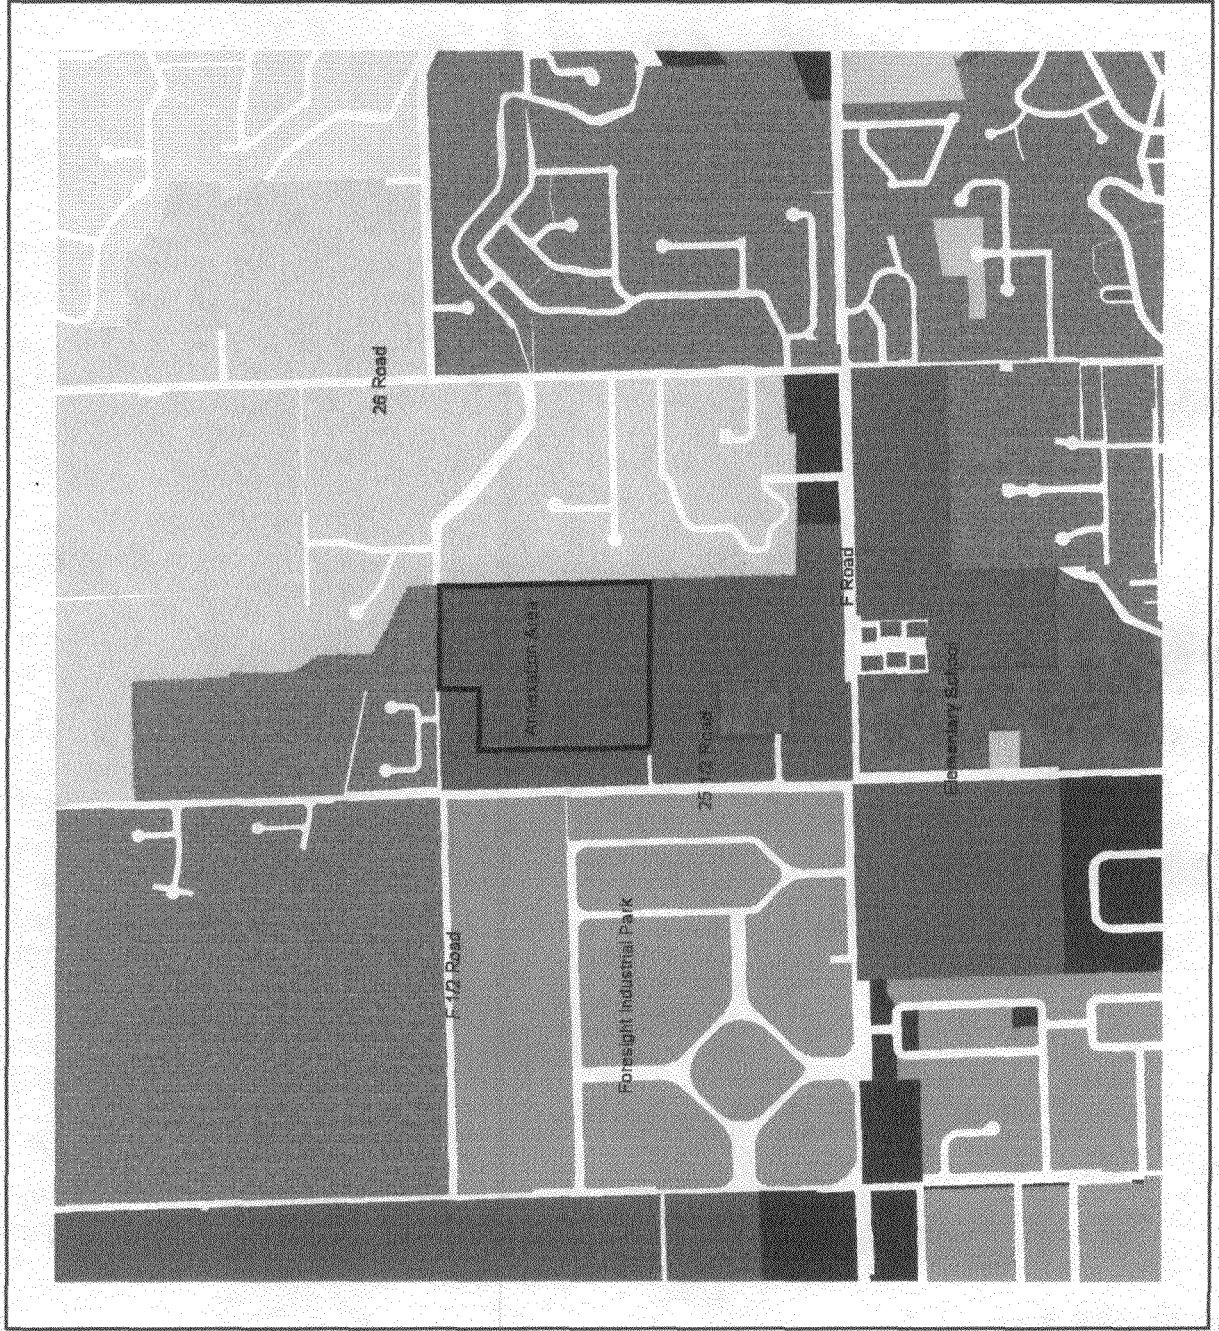 26 Road
Annexation Area
F Road
25 1/2 Road
Elementary School
F 1/2 Road
Foresight Industrial Park